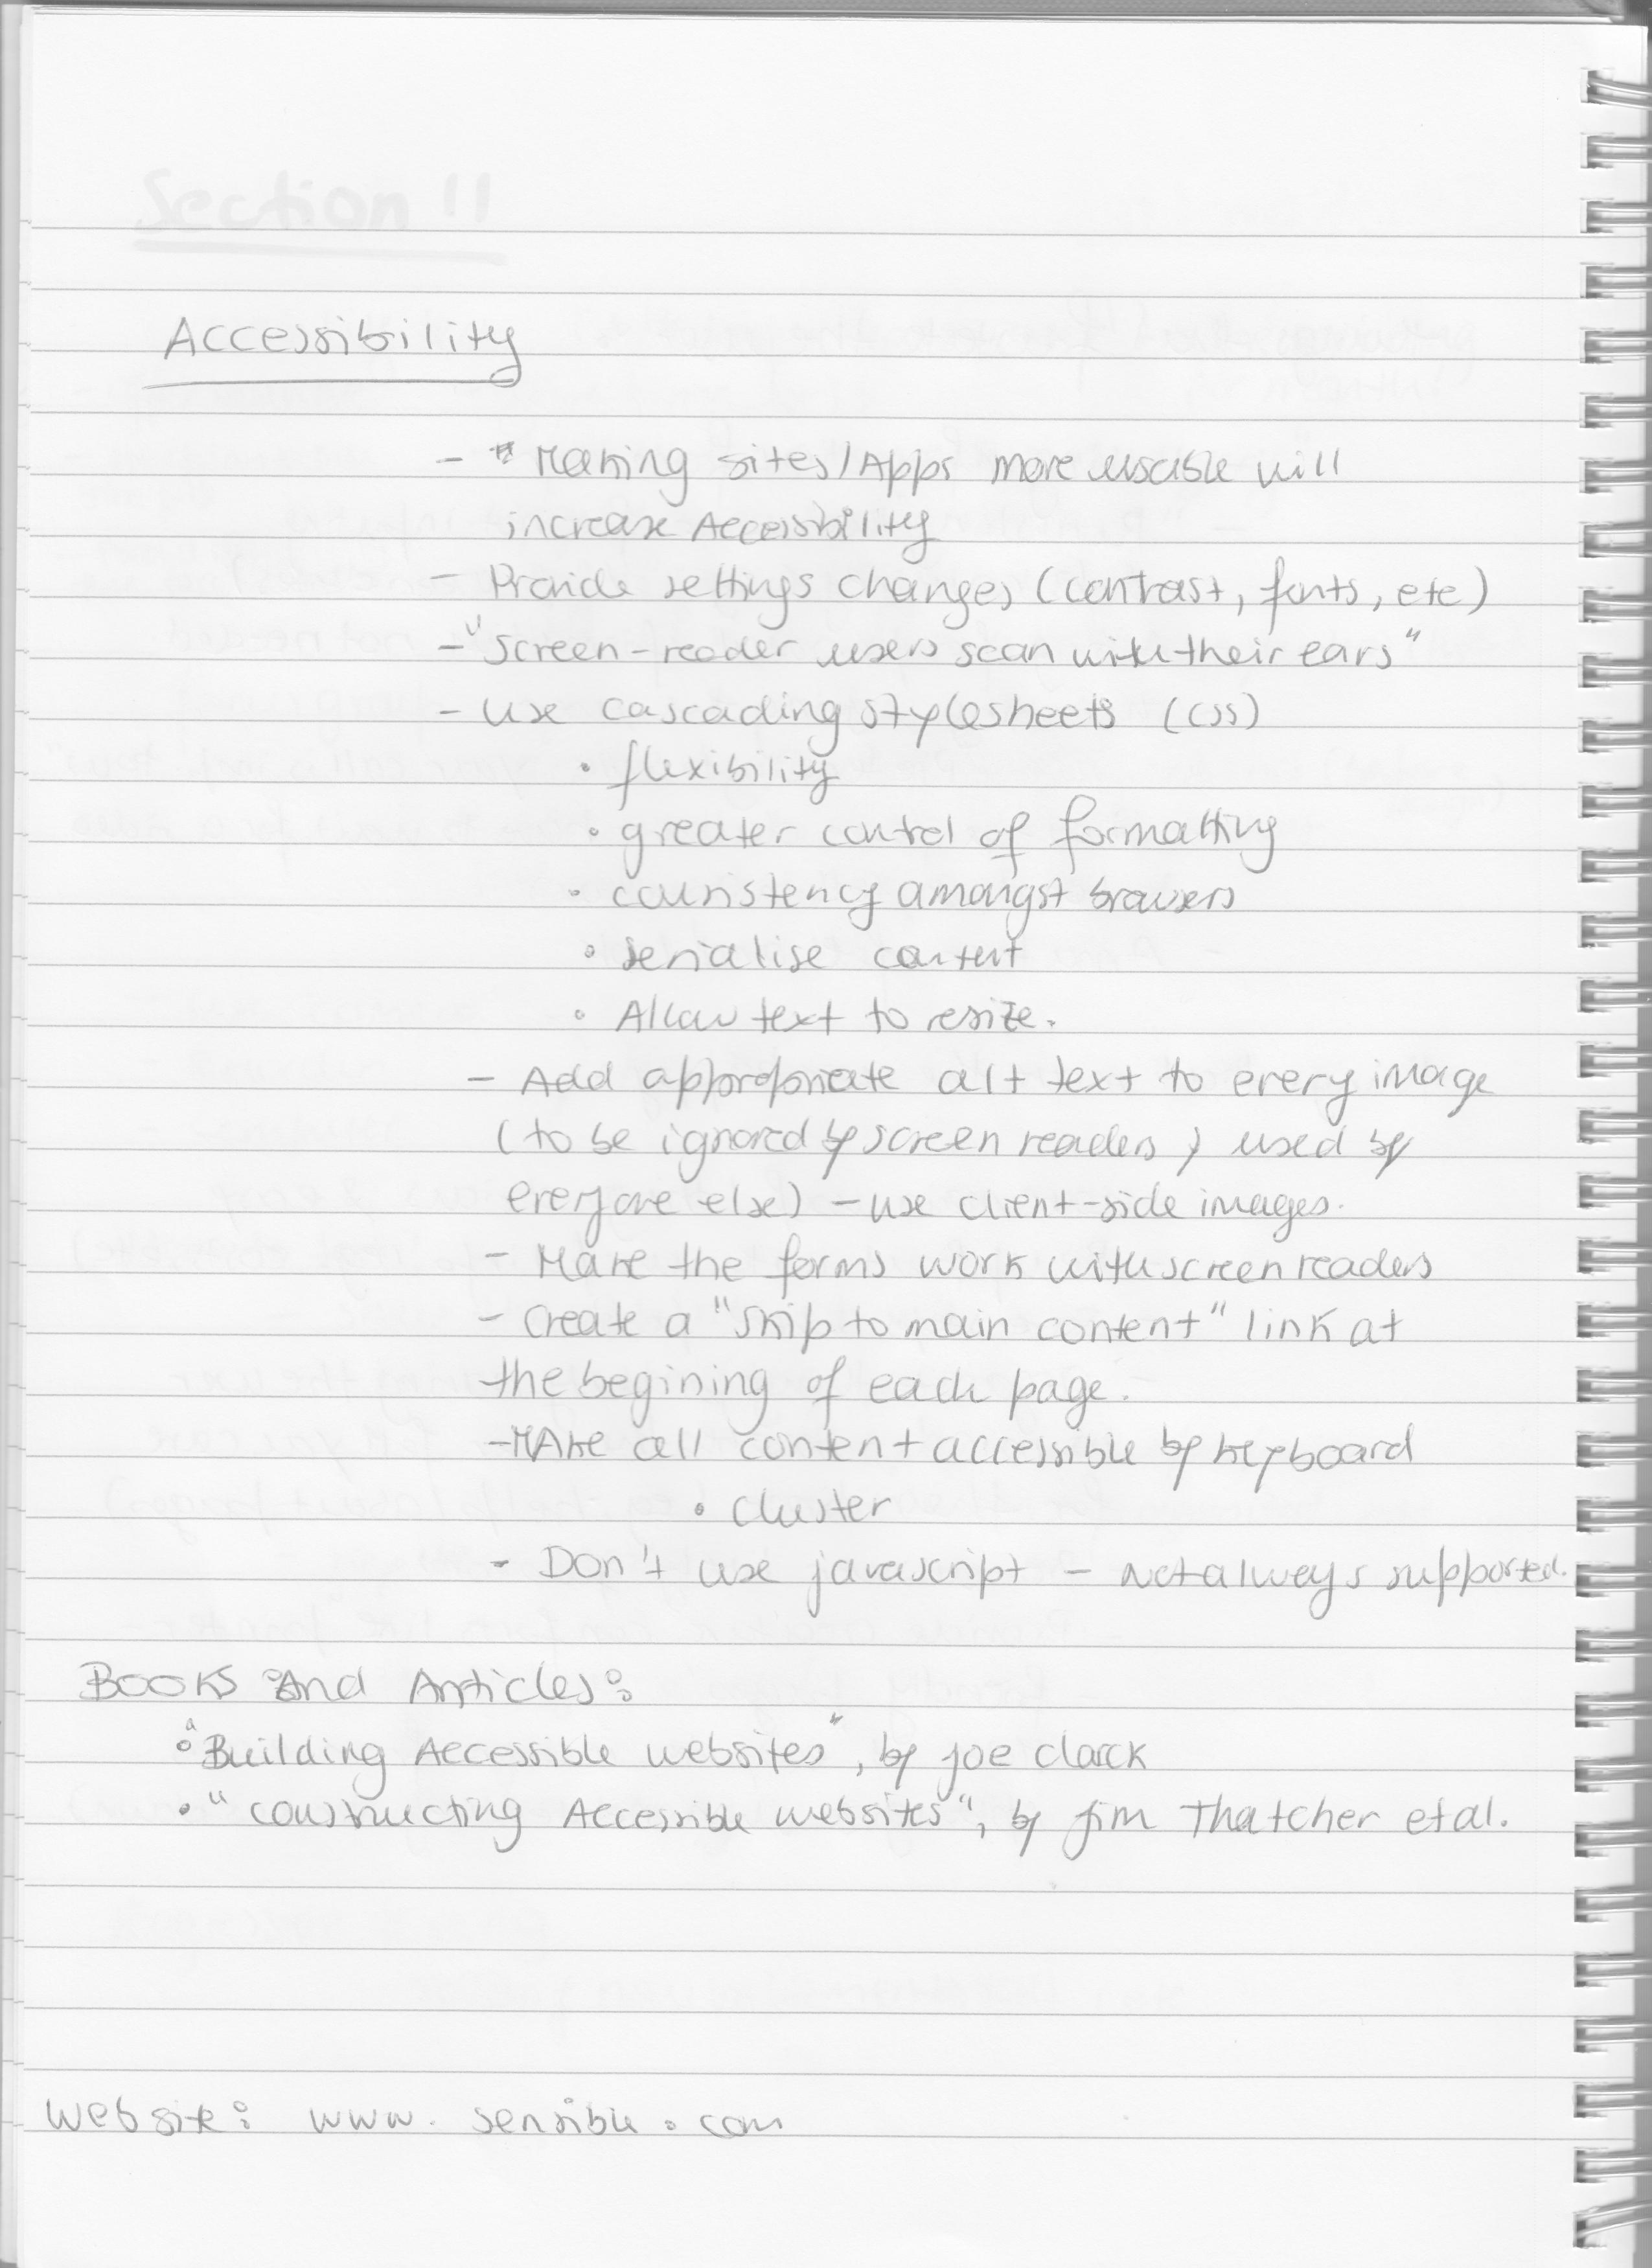 Section 11
Accessibility
- Making sites/Apps more usable will
increase Accessibility
- Provide settings changes (contrast, fonts, etc)
- "Screen-reader users scan with their ears"
- Use cascading stylesheets (CSS)
• flexibility
• greater control of formatting
• consistency amongst browsers
• Serialise content
• Allow text to resize.
- Add appropriate alt text to every image
(to be ignored by screen readers, used by
everyone else) - use client-side images.
- Make the forms work with screen readers
- Create a "skip to main content" link at
the begining of each page.
- MAke all content accessible by keyboard
• cluster
- Don't use javascript - Not always supported.
Books And Articles:
• "Building Accessible websites", by Joe Clarck
• "Constructing Accessible websites", by Jim Thatcher et al.
Website: www.sensible.com